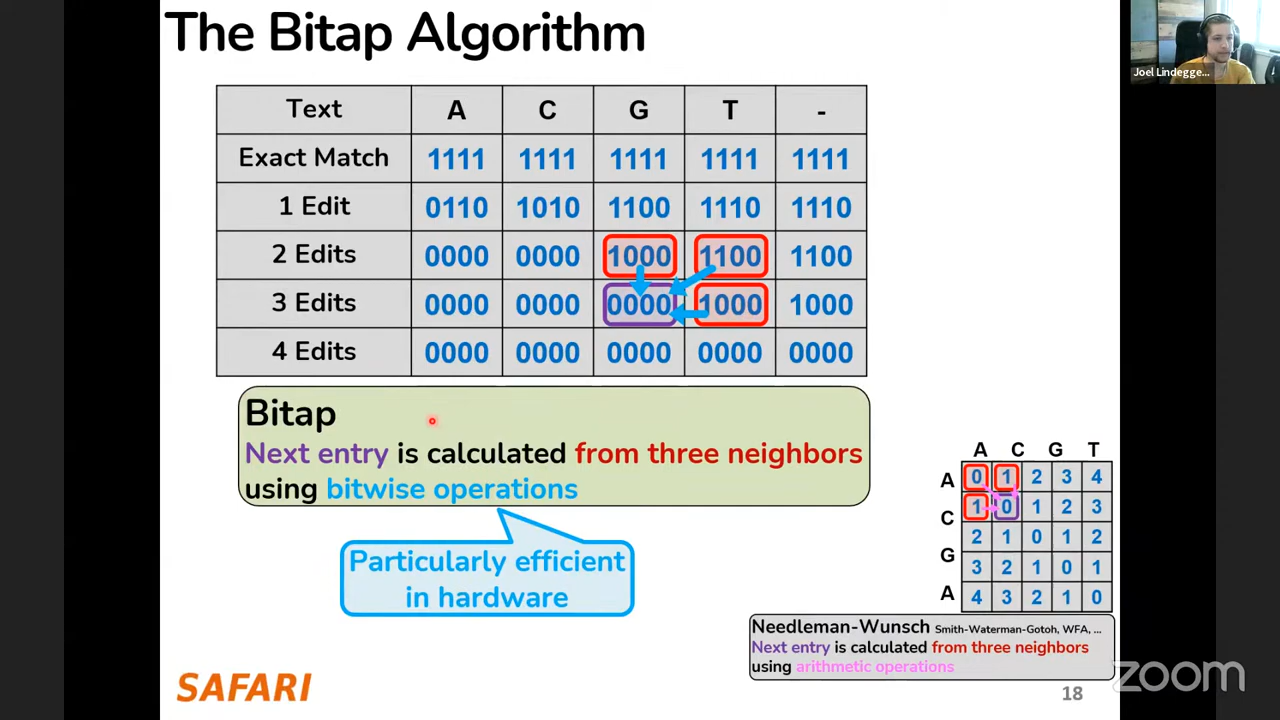 The Bitap Algorithm
Joel Lindegge...
Text A C G T -
Exact Match 1111 1111 1111 1111 1111
1 Edit 0110 1010 1100 1110 1110
2 Edits 0000 0000 1000 1100 1100
3 Edits 0000 0000 0000 1000 1000
4 Edits 0000 0000 0000 0000 0000
Bitap
Next entry is calculated from three neighbors
using bitwise operations
Particularly efficient
in hardware
A C G T
A 0 1 2 3 4
C 1 0 1 2 3
2 1 0 1 2
G 3 2 1 0 1
A 4 3 2 1 0
Needleman-Wunsch Smith-Waterman-Gotoh, WFA, ...
Next entry is calculated from three neighbors
using arithmetic operations
SAFARI
18
zoom